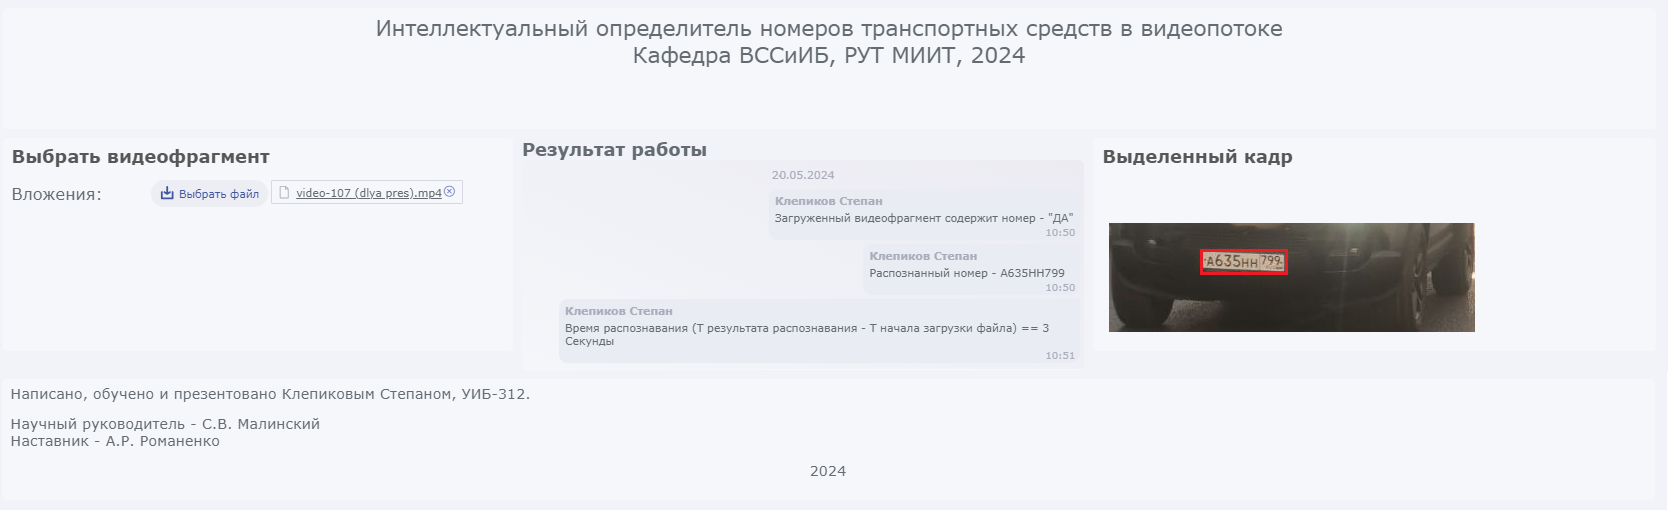 Интеллектуальный определитель номеров транспортных средств в видеопотоке
Кафедра ВССиИБ, РУТ МИИТ, 2024
Выбрать видеофрагмент
Вложения:
Выбрать файл
video-107 (dlya pres).mp4
Результат работы
20.05.2024
Клепиков Степан
Загруженный видеофрагмент содержит номер - "ДА"
10:50
Клепиков Степан
Распознанный номер - А635НН799
10:50
Клепиков Степан
Время распознавания (Т результата распознавания - Т начала загрузки файла) == 3
Секунды
10:51
Выделенный кадр
А635НН 799
Написано, обучено и презентовано Клепиковым Степаном, УИБ-312.
Научный руководитель - С.В. Малинский
Наставник - А.Р. Романенко
2024